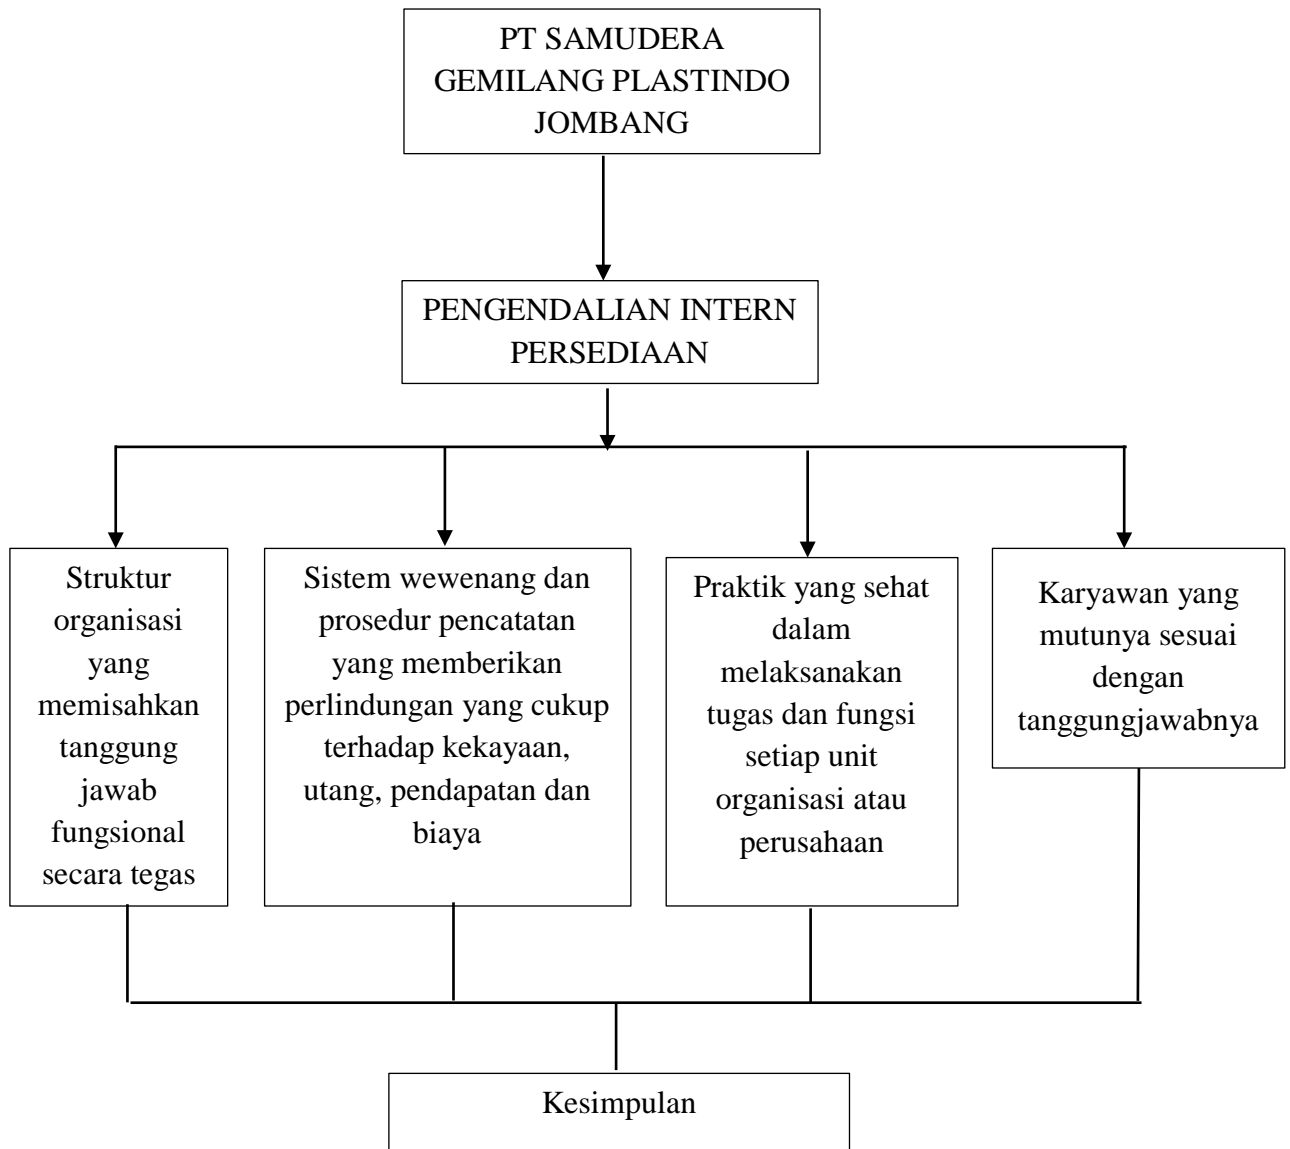 PT SAMUDERA
GEMILANG PLASTINDO
JOMBANG
PENGENDALIAN INTERN
PERSEDIAAN
Struktur
organisasi
yang
memisahkan
tanggung
jawab
fungsional
secara tegas
Sistem wewenang dan
prosedur pencatatan
yang memberikan
perlindungan yang cukup
terhadap kekayaan,
utang, pendapatan dan
biaya
Praktik yang sehat
dalam
melaksanakan
tugas dan fungsi
setiap unit
organisasi atau
perusahaan
Karyawan yang
mutunya sesuai
dengan
tanggungjawabnya
Kesimpulan